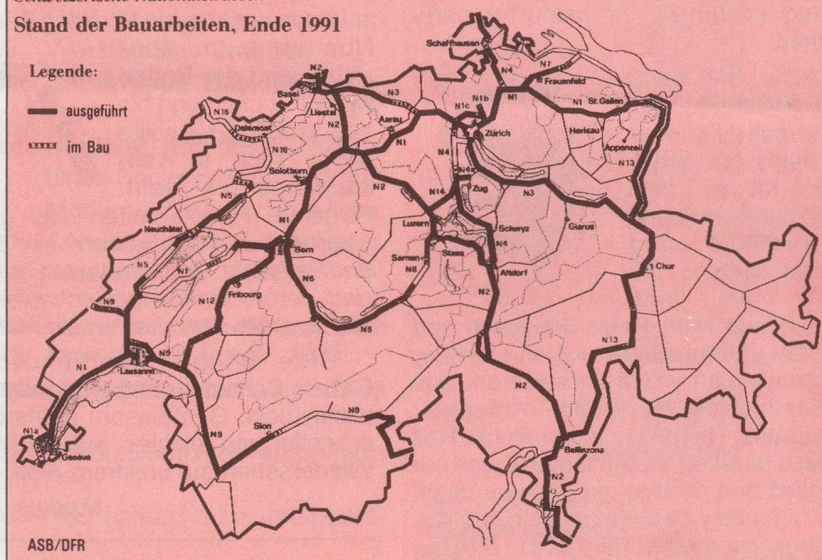 Stand der Bauarbeiten, Ende 1991
Legende:
ausgeführt
im Bau
Schaffhausen
N2
Basel
N4
N7
Frauenfeld
N3
Liestal
N2
Aarau
N1
N1c
N1b
N1
N1
St. Gallen
Zürich
Herisau
Appenzell
N13
N16
Delémont
N16
Solothurn
N4
N4a
Zug
N3
N2
N14
N5
N1
Luzern
Schwyz
Glarus
Neuchâtel
Bern
Sarnen
Stans
N4
N8
Altdorf
Chur
N5
N1
N6
N2
N12
Fribourg
N9
N8
N13
N1
N9
Lausanne
N2
Sion
N9
N9
N1a
Genève
Bellinzona
N2
ASB/DFR